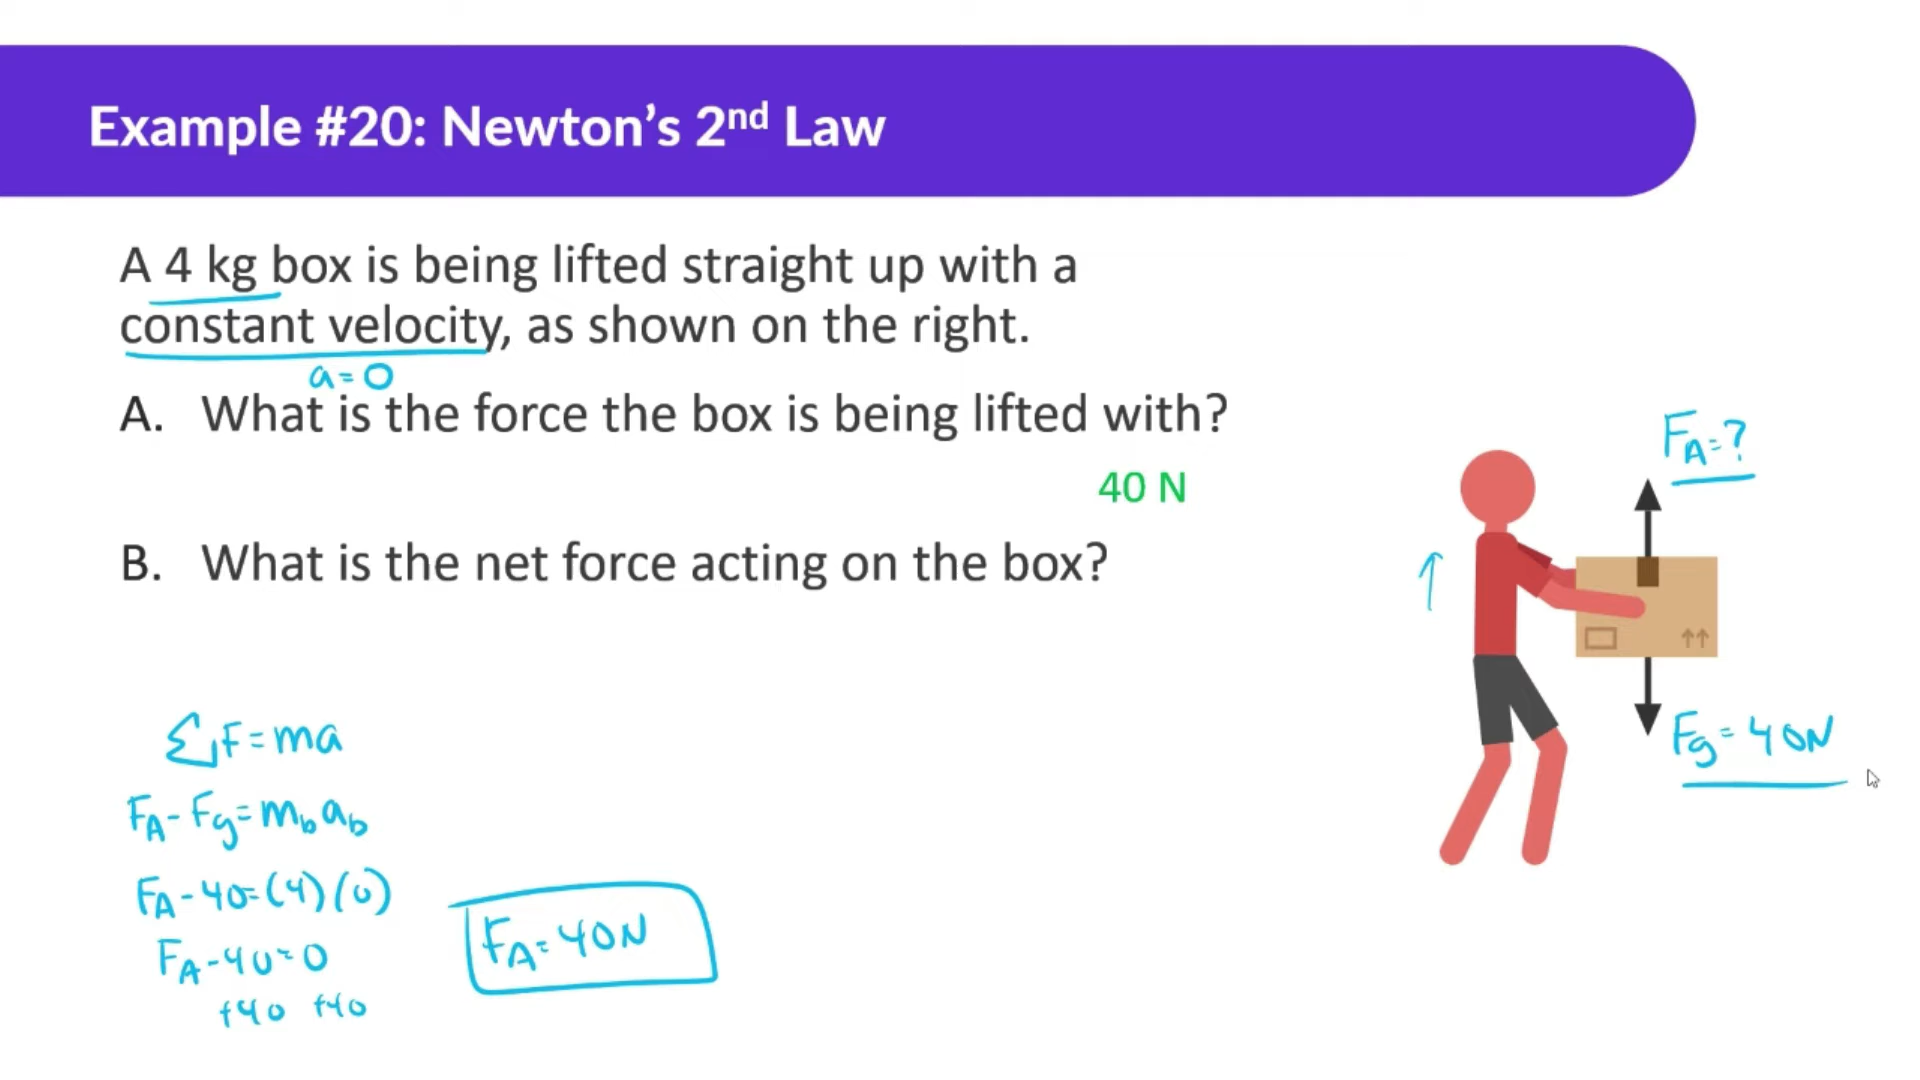 Example #20: Newton's 2nd Law
A 4 kg box is being lifted straight up with a
constant velocity, as shown on the right.
a=0
A. What is the force the box is being lifted with?
40 N
B. What is the net force acting on the box?
FA=?
Fg=40N
ΣF=ma
FA-Fg=mbab
FA-40=(4)(0)
FA-40=0
+40 +40
FA=40N